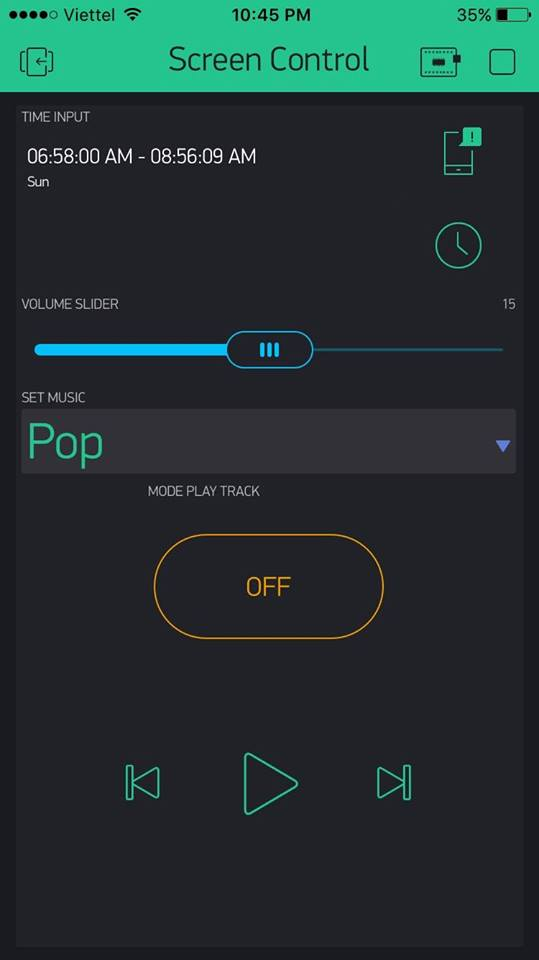 Viettel 10:45 PM 35%
Screen Control
TIME INPUT
06:58:00 AM - 08:56:09 AM
Sun
VOLUME SLIDER 15
SET MUSIC
Pop
MODE PLAY TRACK
OFF